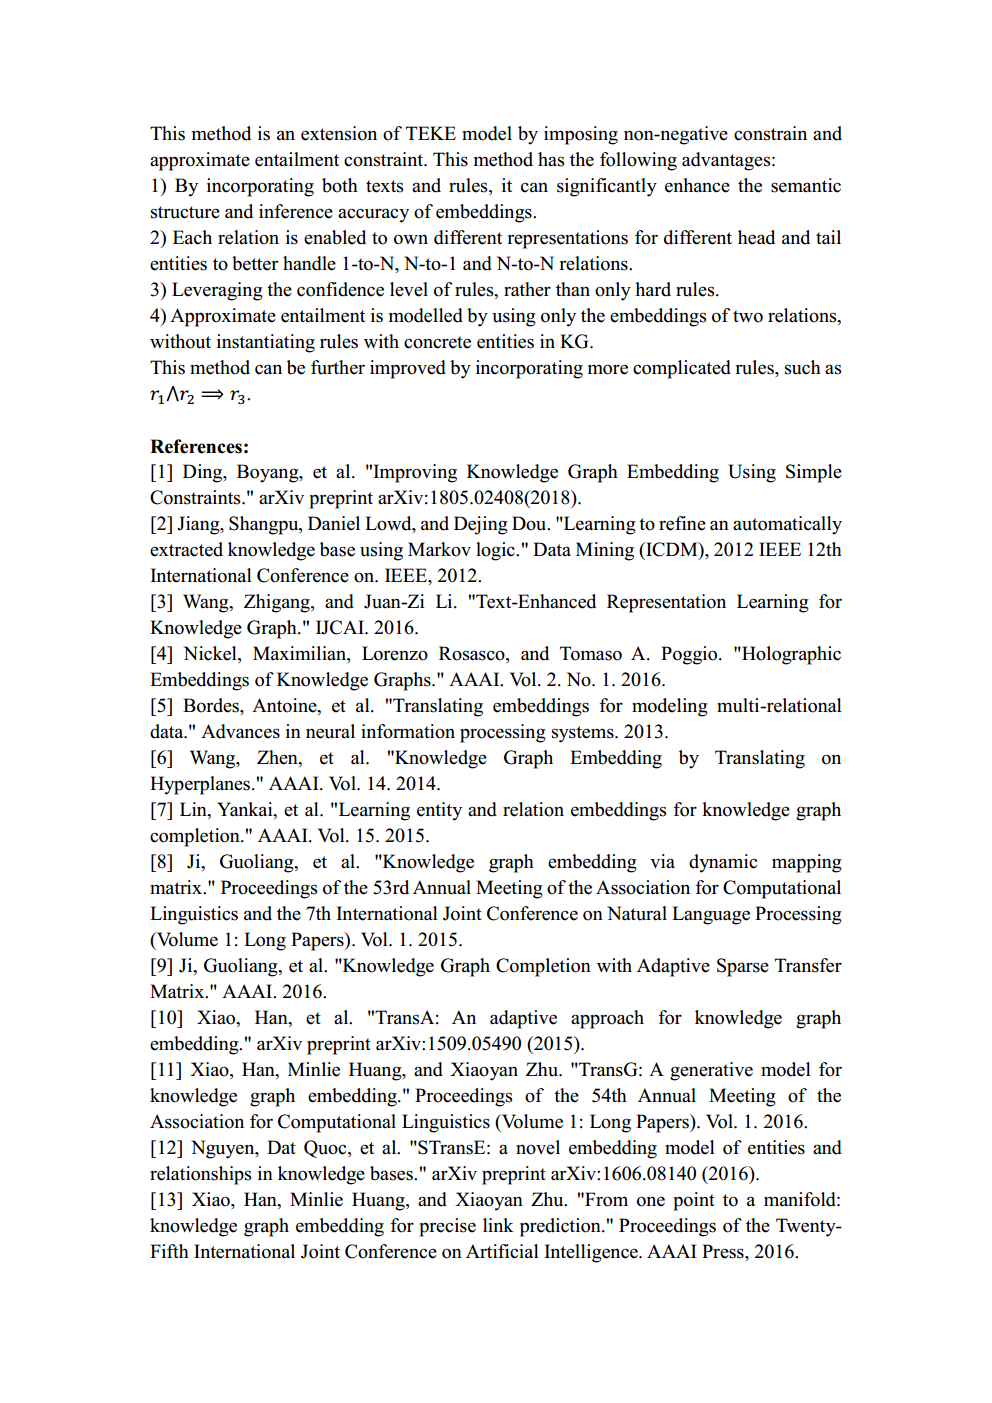 This method is an extension of TEKE model by imposing non-negative constrain and
approximate entailment constraint. This method has the following advantages:
1) By incorporating both texts and rules, it can significantly enhance the semantic
structure and inference accuracy of embeddings.
2) Each relation is enabled to own different representations for different head and tail
entities to better handle 1-to-N, N-to-1 and N-to-N relations.
3) Leveraging the confidence level of rules, rather than only hard rules.
4) Approximate entailment is modelled by using only the embeddings of two relations,
without instantiating rules with concrete entities in KG.
This method can be further improved by incorporating more complicated rules, such as
r₁⋀r₂ ⟹ r₃.
References:
[1] Ding, Boyang, et al. "Improving Knowledge Graph Embedding Using Simple
Constraints." arXiv preprint arXiv:1805.02408(2018).
[2] Jiang, Shangpu, Daniel Lowd, and Dejing Dou. "Learning to refine an automatically
extracted knowledge base using Markov logic." Data Mining (ICDM), 2012 IEEE 12th
International Conference on. IEEE, 2012.
[3] Wang, Zhigang, and Juan-Zi Li. "Text-Enhanced Representation Learning for
Knowledge Graph." IJCAI. 2016.
[4] Nickel, Maximilian, Lorenzo Rosasco, and Tomaso A. Poggio. "Holographic
Embeddings of Knowledge Graphs." AAAI. Vol. 2. No. 1. 2016.
[5] Bordes, Antoine, et al. "Translating embeddings for modeling multi-relational
data." Advances in neural information processing systems. 2013.
[6] Wang, Zhen, et al. "Knowledge Graph Embedding by Translating on
Hyperplanes." AAAI. Vol. 14. 2014.
[7] Lin, Yankai, et al. "Learning entity and relation embeddings for knowledge graph
completion." AAAI. Vol. 15. 2015.
[8] Ji, Guoliang, et al. "Knowledge graph embedding via dynamic mapping
matrix." Proceedings of the 53rd Annual Meeting of the Association for Computational
Linguistics and the 7th International Joint Conference on Natural Language Processing
(Volume 1: Long Papers). Vol. 1. 2015.
[9] Ji, Guoliang, et al. "Knowledge Graph Completion with Adaptive Sparse Transfer
Matrix." AAAI. 2016.
[10] Xiao, Han, et al. "TransA: An adaptive approach for knowledge graph
embedding." arXiv preprint arXiv:1509.05490 (2015).
[11] Xiao, Han, Minlie Huang, and Xiaoyan Zhu. "TransG: A generative model for
knowledge graph embedding." Proceedings of the 54th Annual Meeting of the
Association for Computational Linguistics (Volume 1: Long Papers). Vol. 1. 2016.
[12] Nguyen, Dat Quoc, et al. "STransE: a novel embedding model of entities and
relationships in knowledge bases." arXiv preprint arXiv:1606.08140 (2016).
[13] Xiao, Han, Minlie Huang, and Xiaoyan Zhu. "From one point to a manifold:
knowledge graph embedding for precise link prediction." Proceedings of the Twenty-
Fifth International Joint Conference on Artificial Intelligence. AAAI Press, 2016.